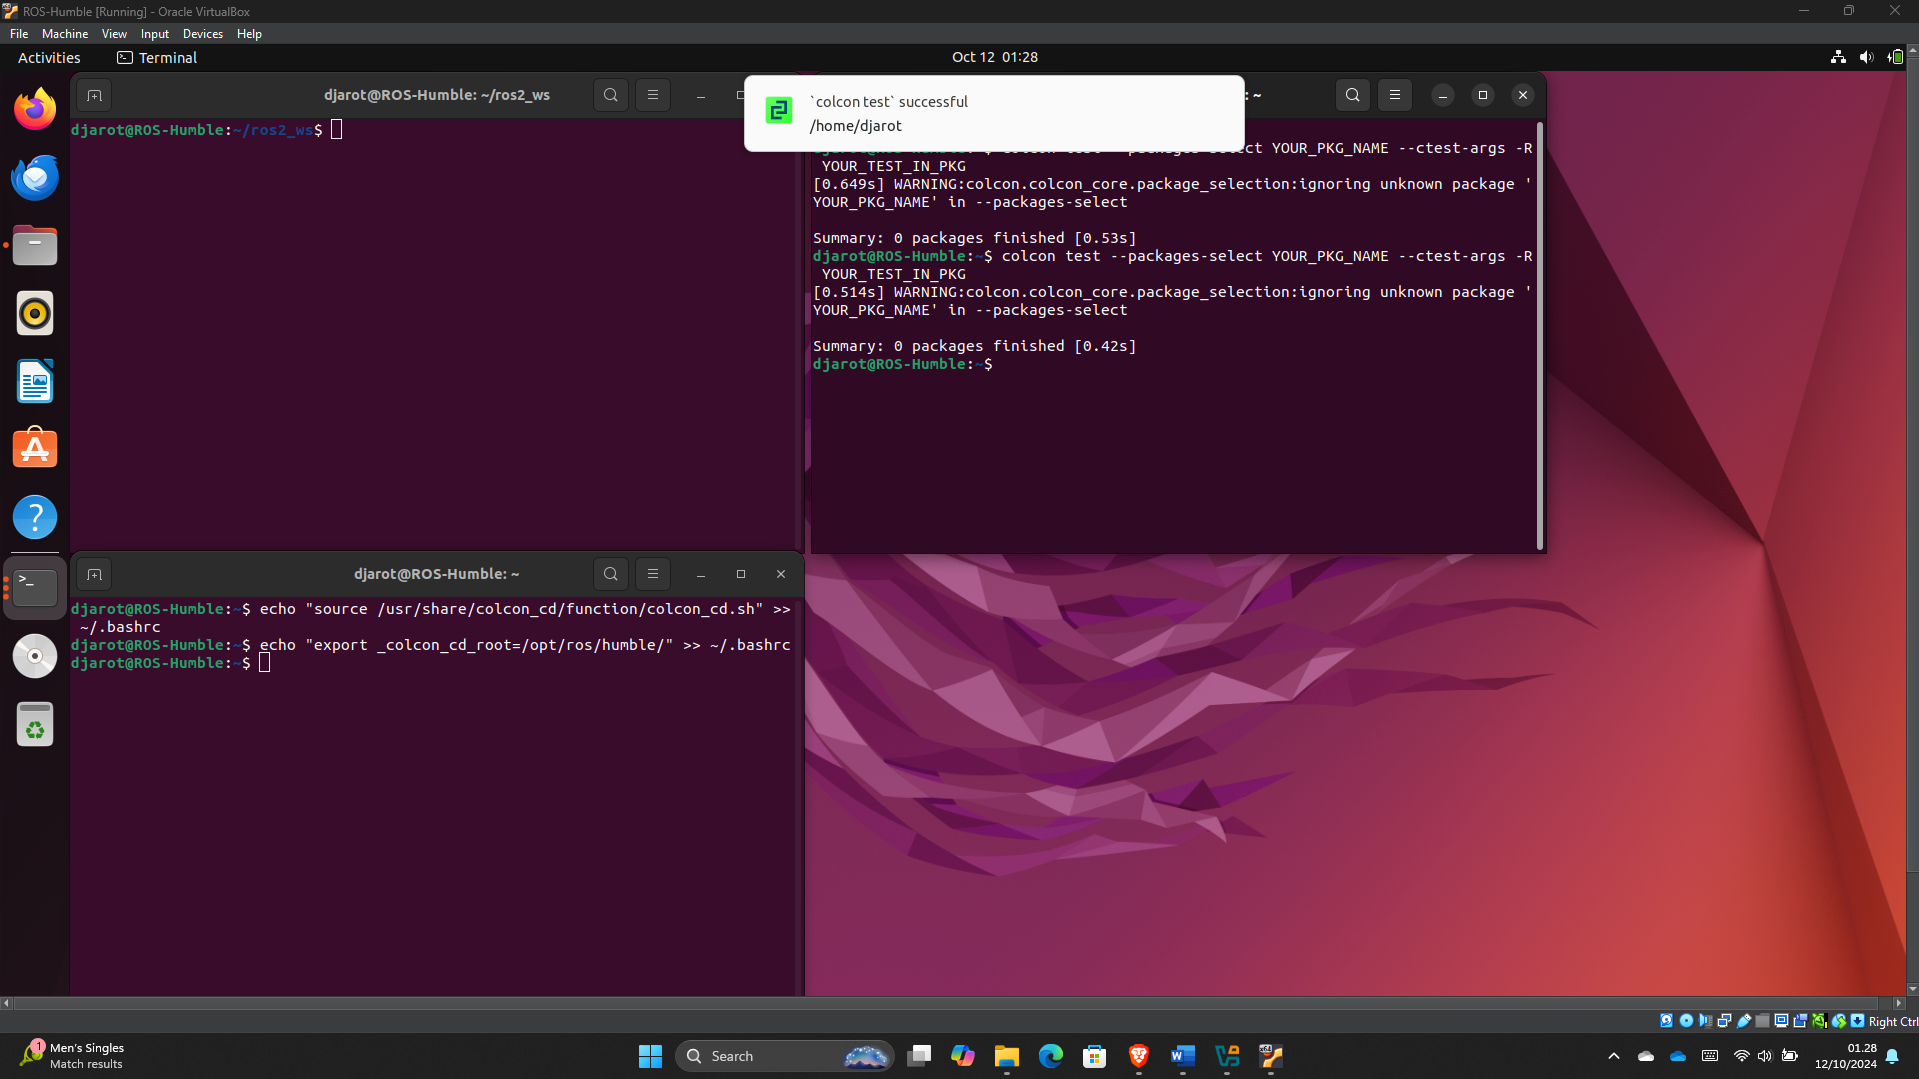 ROS-Humble [Running] - Oracle VirtualBox
File Machine View Input Devices Help
Activities Terminal Oct 12 01:28
djarot@ROS-Humble: ~/ros2_ws
djarot@ROS-Humble:~/ros2_ws$
`colcon test` successful
/home/djarot
: ~
YOUR_PKG_NAME --ctest-args -R
YOUR_TEST_IN_PKG
[0.649s] WARNING:colcon.colcon_core.package_selection:ignoring unknown package '
YOUR_PKG_NAME' in --packages-select
Summary: 0 packages finished [0.53s]
djarot@ROS-Humble:~$ colcon test --packages-select YOUR_PKG_NAME --ctest-args -R
YOUR_TEST_IN_PKG
[0.514s] WARNING:colcon.colcon_core.package_selection:ignoring unknown package '
YOUR_PKG_NAME' in --packages-select
Summary: 0 packages finished [0.42s]
djarot@ROS-Humble:~$
djarot@ROS-Humble: ~
djarot@ROS-Humble:~$ echo "source /usr/share/colcon_cd/function/colcon_cd.sh" >>
~/.bashrc
djarot@ROS-Humble:~$ echo "export _colcon_cd_root=/opt/ros/humble/" >> ~/.bashrc
djarot@ROS-Humble:~$
Right Ctrl
1
Men's Singles
Match results
Search
01.28
12/10/2024